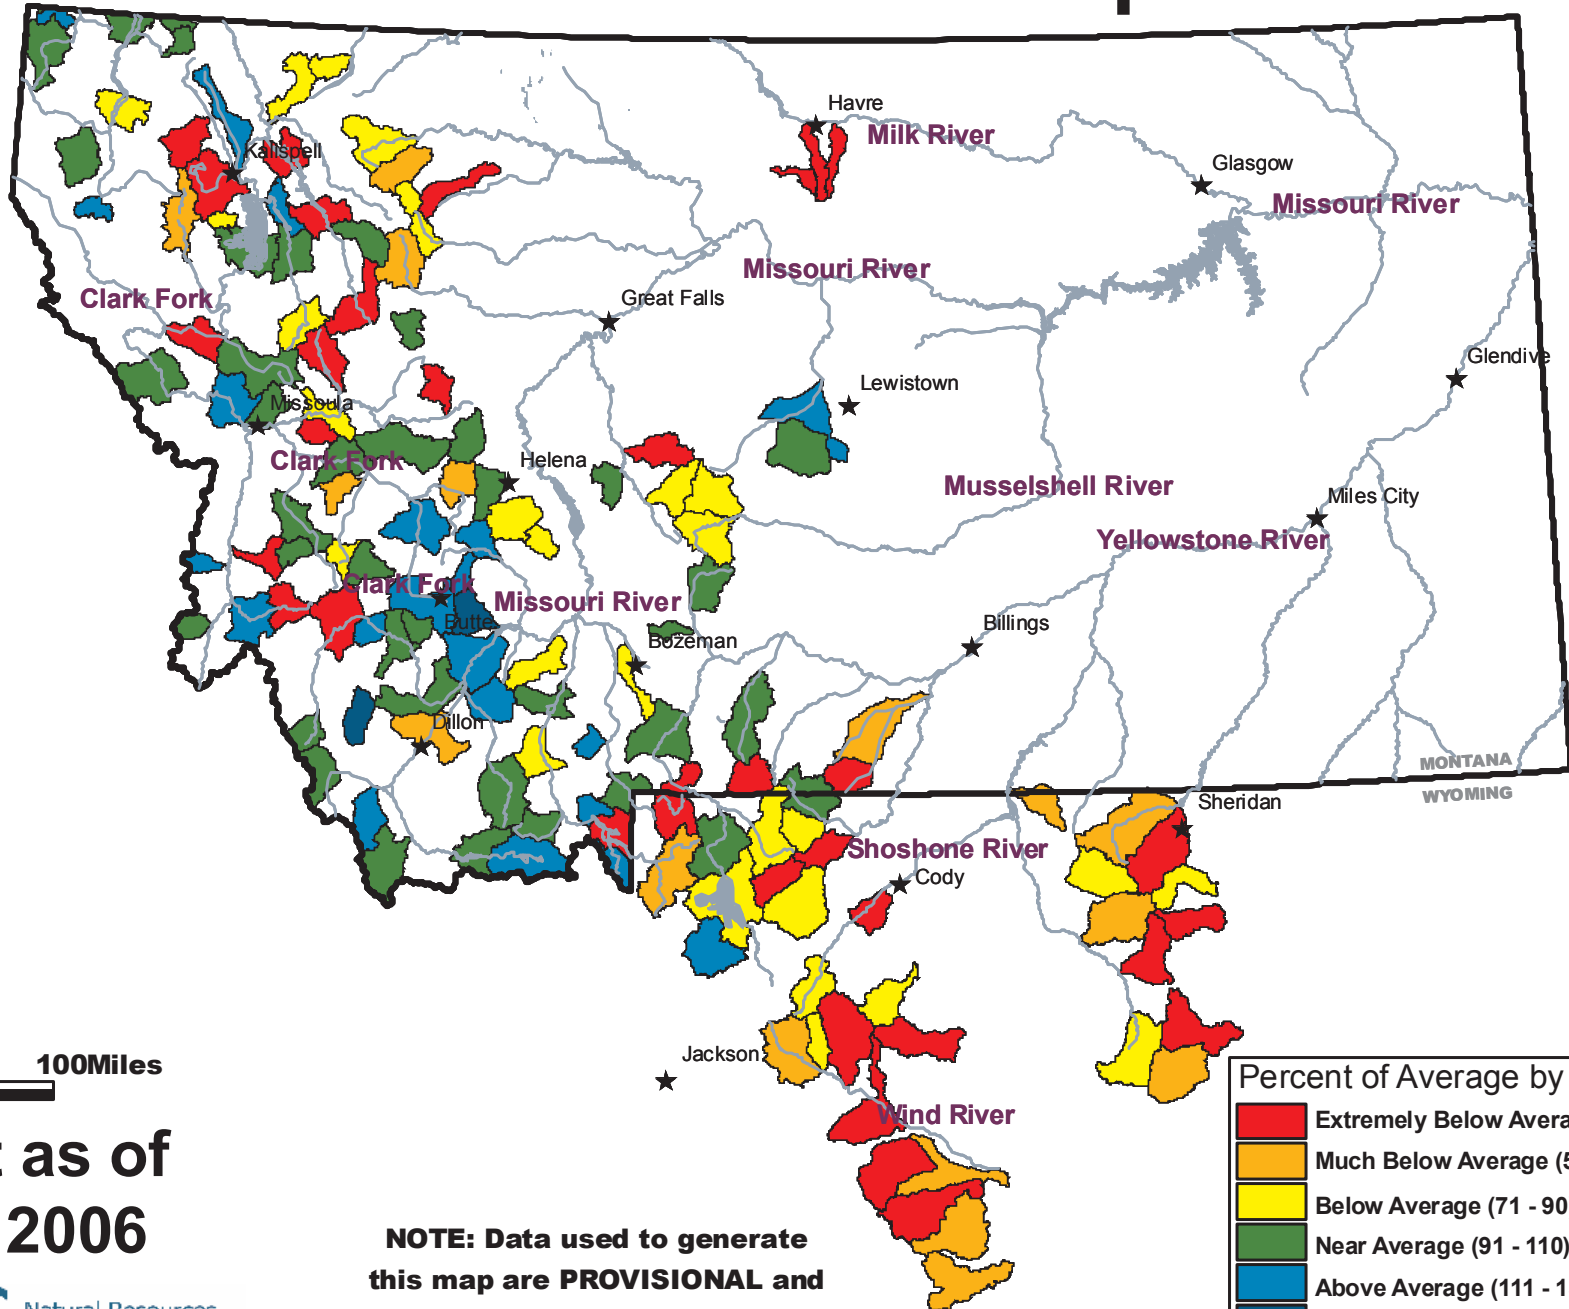 Havre
Milk River
Kalispell
Glasgow
Missouri River
Missouri River
Clark Fork
Great Falls
Glendive
Lewistown
Missoula
Clark Fork
Helena
Musselshell River
Miles City
Yellowstone River
Clark Fork
Missouri River
Butte
Billings
Bozeman
Dillon
MONTANA
WYOMING
Sheridan
Shoshone River
Cody
Jackson
Wind River
100Miles
as of
2006
NOTE: Data used to generate
this map are PROVISIONAL and
Natural Resources
Percent of Average by
Extremely Below Avera
Much Below Average (5
Below Average (71 - 90
Near Average (91 - 110)
Above Average (111 - 1